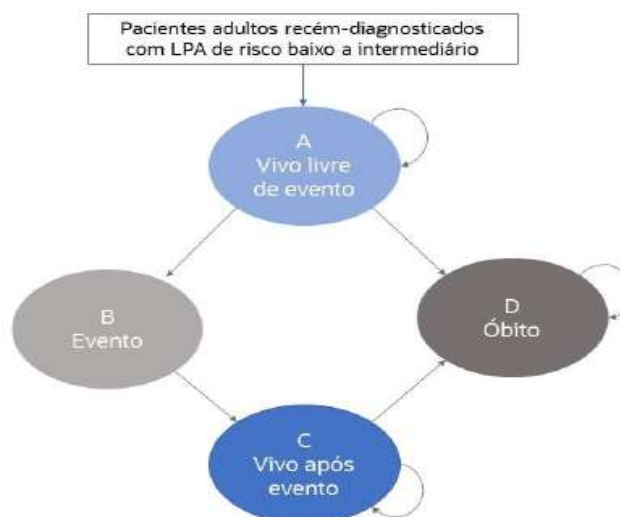 Pacientes adultos recém-diagnosticados
com LPA de risco baixo a intermediário
A
Vivo livre
de evento
B
Evento
D
Óbito
C
Vivo após
evento